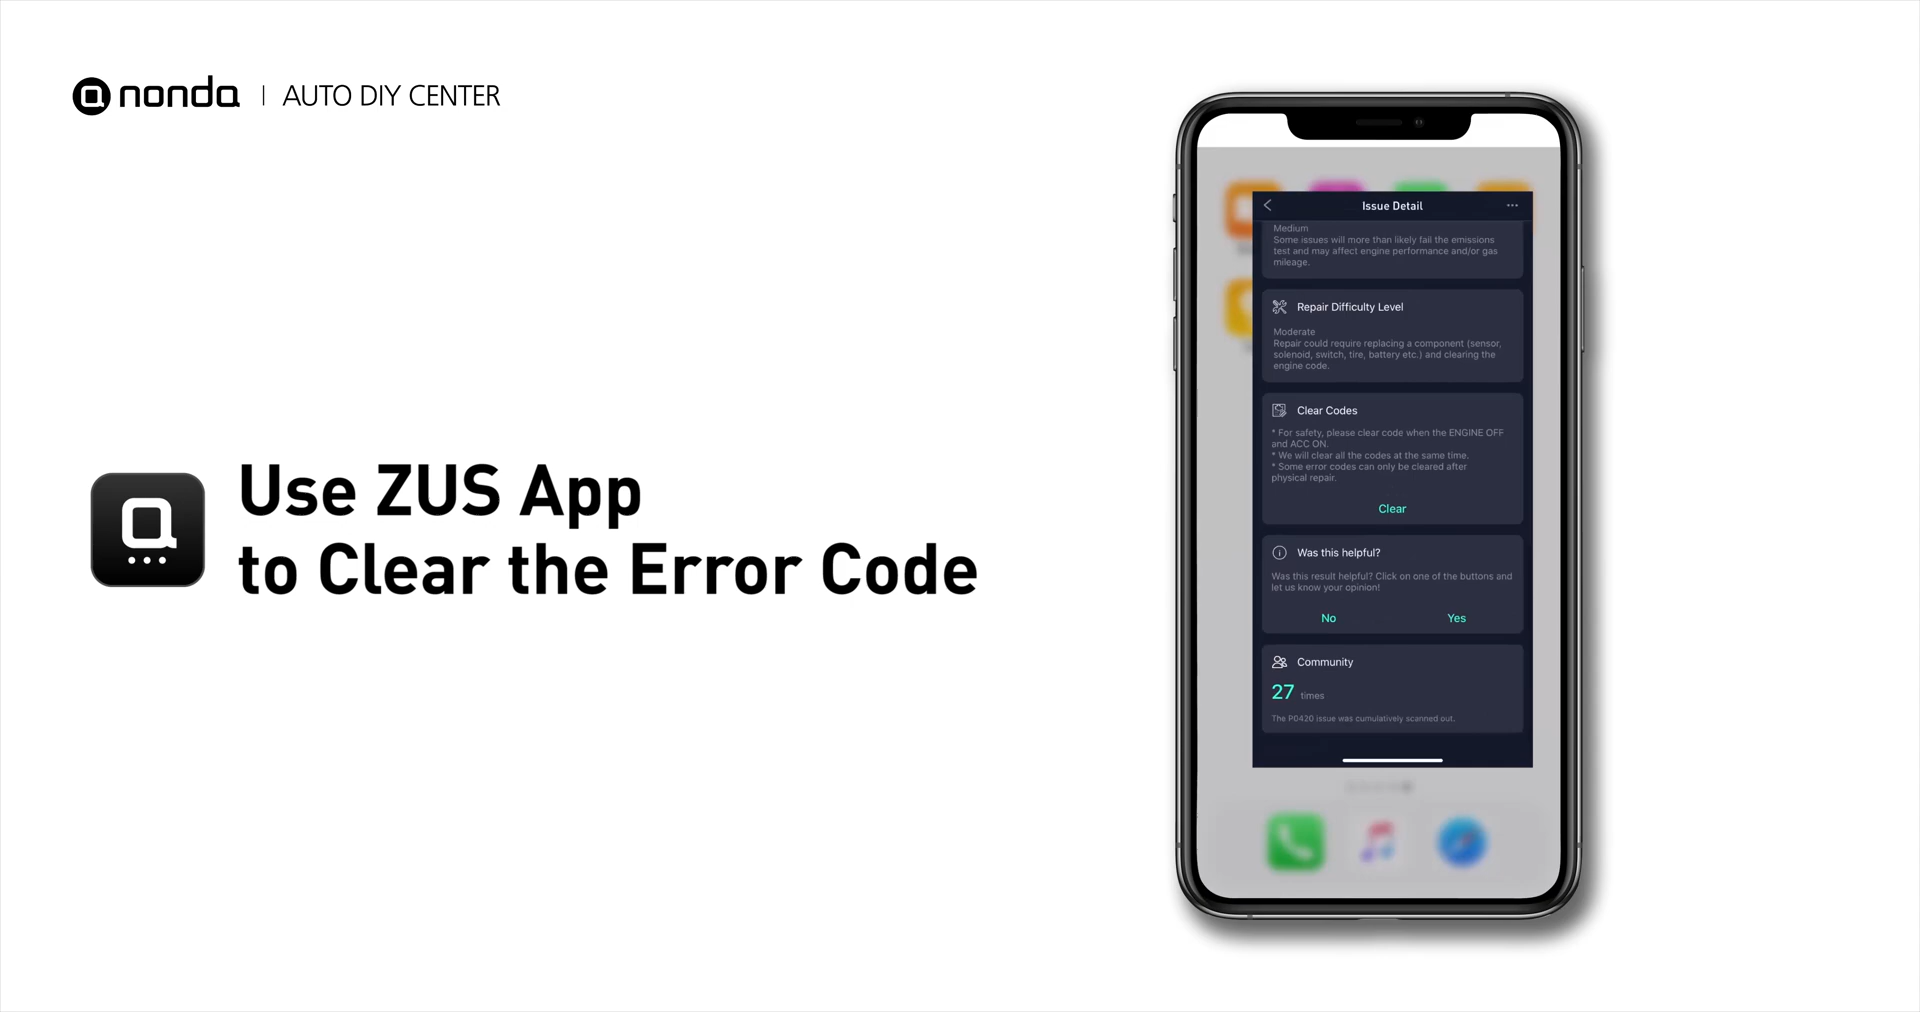 nonda | AUTO DIY CENTER
Use ZUS App
to Clear the Error Code
Issue Detail
Medium
Some issues will more than likely fail the emissions
test and may affect engine performance and/or gas
mileage.
Repair Difficulty Level
Moderate
Repair could require replacing a component (sensor,
solenoid, switch, tire, battery etc.) and clearing the
engine code.
Clear Codes
* For safety, please clear code when the ENGINE OFF
and ACC ON.
* We will clear all the codes at the same time.
* Some error codes can only be cleared after
physical repair.
Clear
Was this helpful?
Was this result helpful? Click on one of the buttons and
let us know your opinion!
No Yes
Community
27 times
The P0420 issue was cumulatively scanned out.